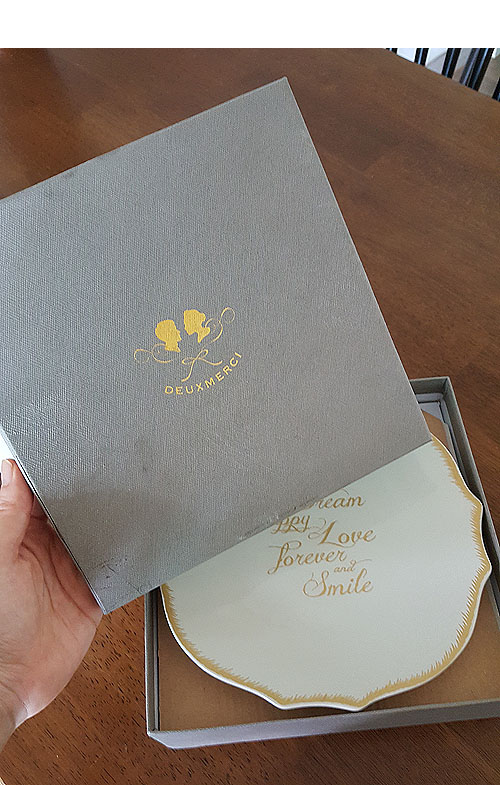 DEUXMERCI
Love
forever
and
Smile